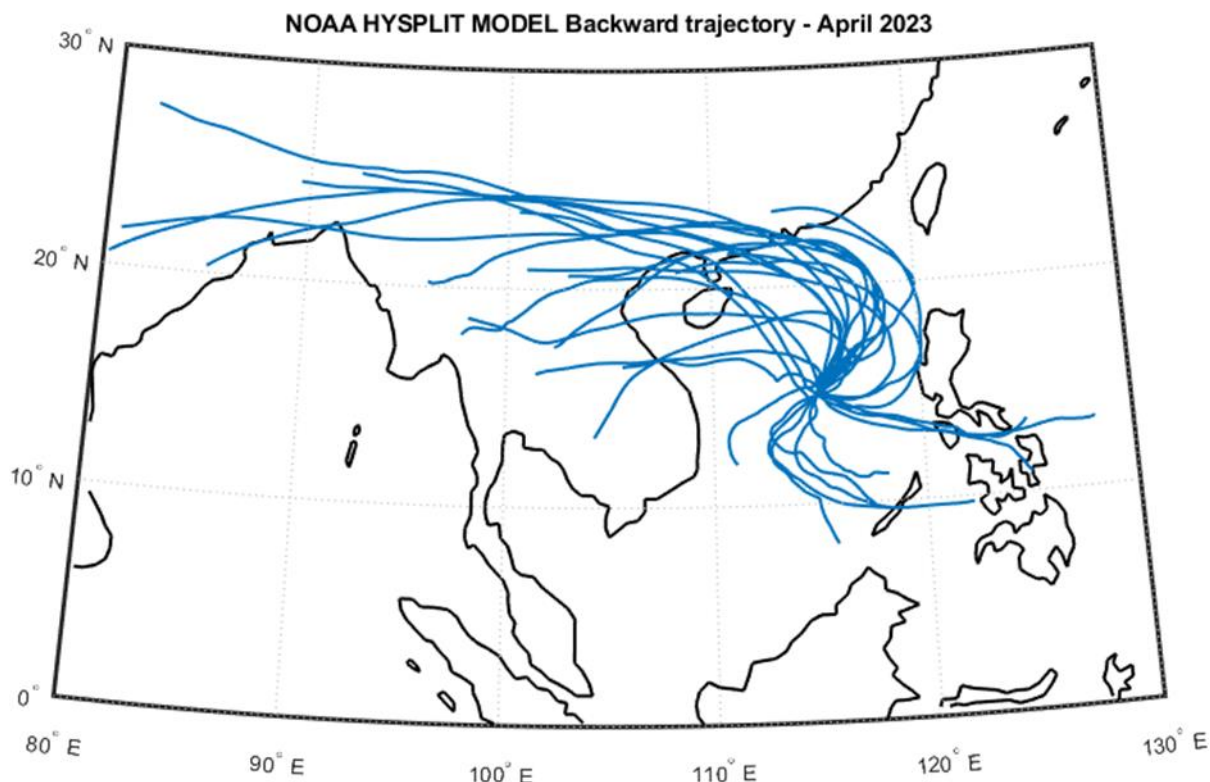 NOAA HYSPLIT MODEL Backward trajectory - April 2023
30° N
20° N
10° N
0°
80° E
90° E
100° E
110° E
120° E
130° E